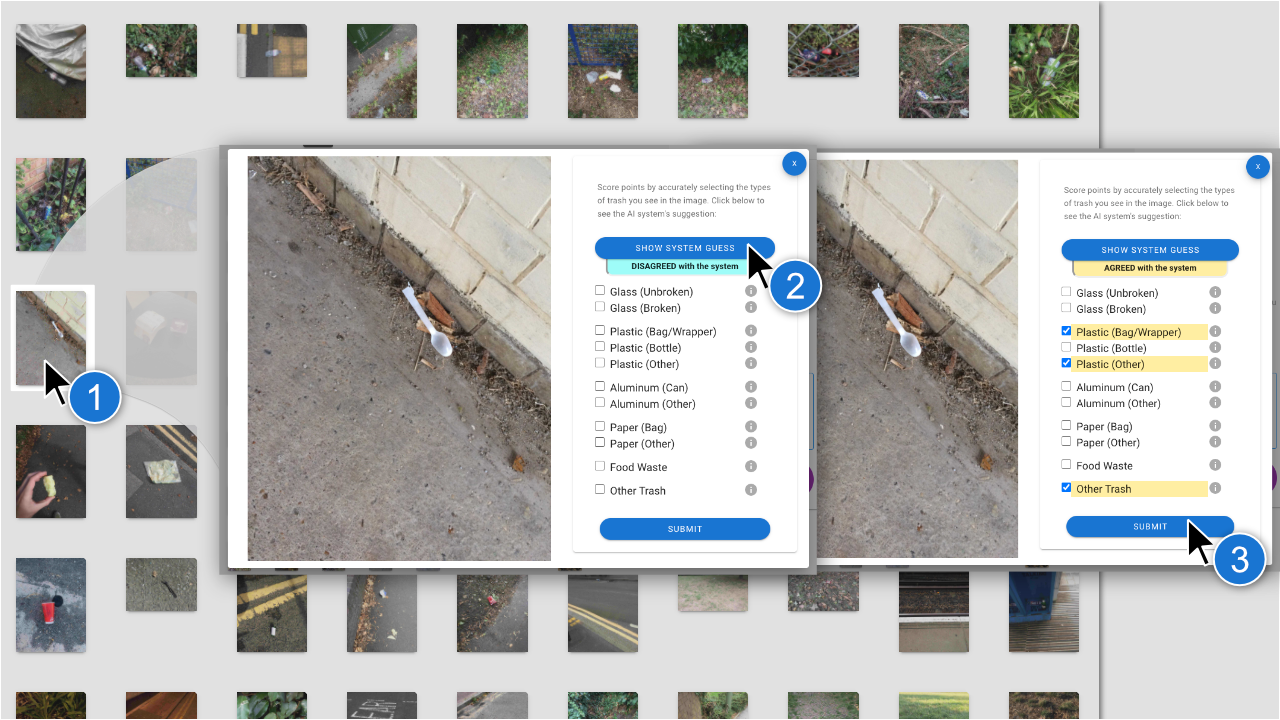 1
X
Score points by accurately selecting the types
of trash you see in the image. Click below to
see the AI system's suggestion:
SHOW SYSTEM GUESS
DISAGREED with the system
2
Glass (Unbroken)
Glass (Broken)
Plastic (Bag/Wrapper)
Plastic (Bottle)
Plastic (Other)
Aluminum (Can)
Aluminum (Other)
Paper (Bag)
Paper (Other)
Food Waste
Other Trash
SUBMIT
X
Score points by accurately selecting the types
of trash you see in the image. Click below to
see the AI system's suggestion:
SHOW SYSTEM GUESS
AGREED with the system
Glass (Unbroken)
Glass (Broken)
Plastic (Bag/Wrapper)
Plastic (Bottle)
Plastic (Other)
Aluminum (Can)
Aluminum (Other)
Paper (Bag)
Paper (Other)
Food Waste
Other Trash
SUBMIT
3